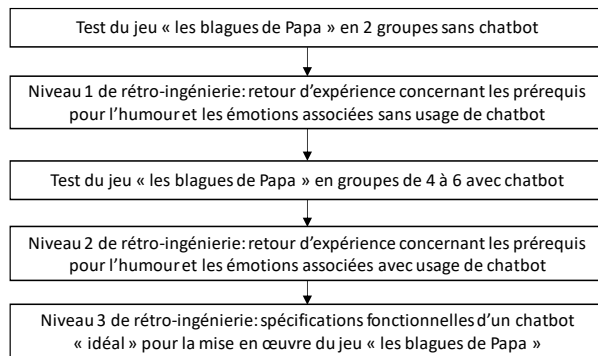 Test du jeu « les blagues de Papa » en 2 groupes sans chatbot
Niveau 1 de rétro-ingénierie: retour d’expérience concernant les prérequis
pour l’humour et les émotions associées sans usage de chatbot
Test du jeu « les blagues de Papa » en groupes de 4 à 6 avec chatbot
Niveau 2 de rétro-ingénierie: retour d’expérience concernant les prérequis
pour l’humour et les émotions associées avec usage de chatbot
Niveau 3 de rétro-ingénierie: spécifications fonctionnelles d’un chatbot
« idéal » pour la mise en œuvre du jeu « les blagues de Papa »